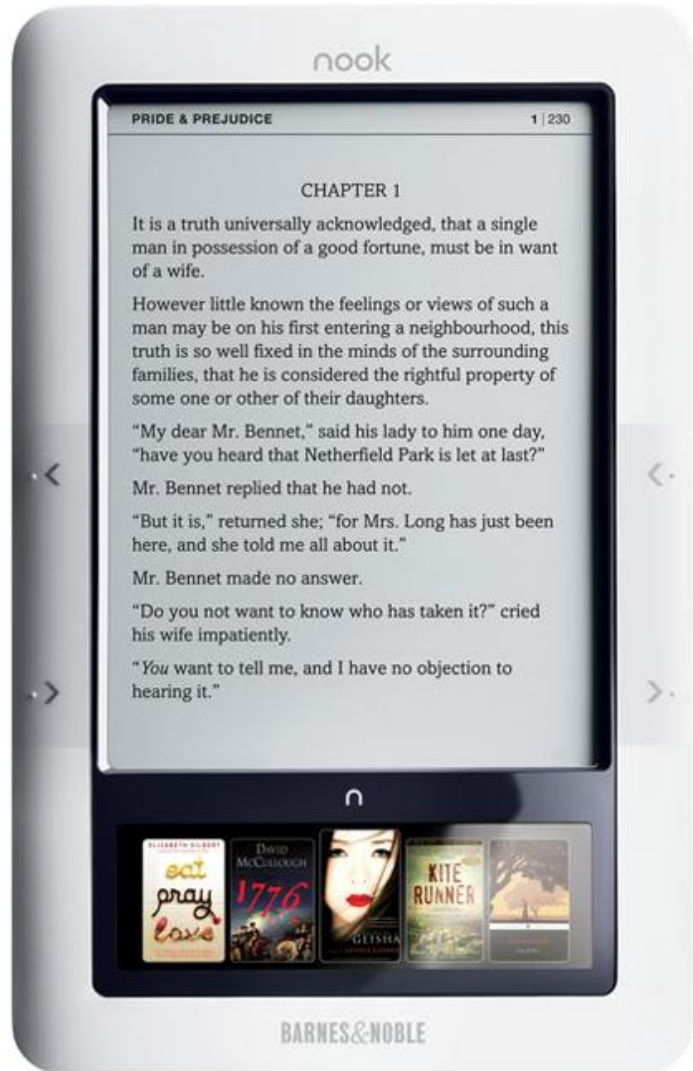 nook
PRIDE & PREJUDICE 1 | 230
CHAPTER 1
It is a truth universally acknowledged, that a single
man in possession of a good fortune, must be in want
of a wife.
However little known the feelings or views of such a
man may be on his first entering a neighbourhood, this
truth is so well fixed in the minds of the surrounding
families, that he is considered the rightful property of
some one or other of their daughters.
“My dear Mr. Bennet,” said his lady to him one day,
“have you heard that Netherfield Park is let at last?”
Mr. Bennet replied that he had not.
“But it is,” returned she; “for Mrs. Long has just been
here, and she told me all about it.”
Mr. Bennet made no answer.
“Do you not want to know who has taken it?” cried
his wife impatiently.
“You want to tell me, and I have no objection to
hearing it.”
n
ELIZABETH GILBERT
eat
pray
love
DAVID
MCCULLOUGH
1776
GEISHA
KITE
RUNNER
BARNES&NOBLE